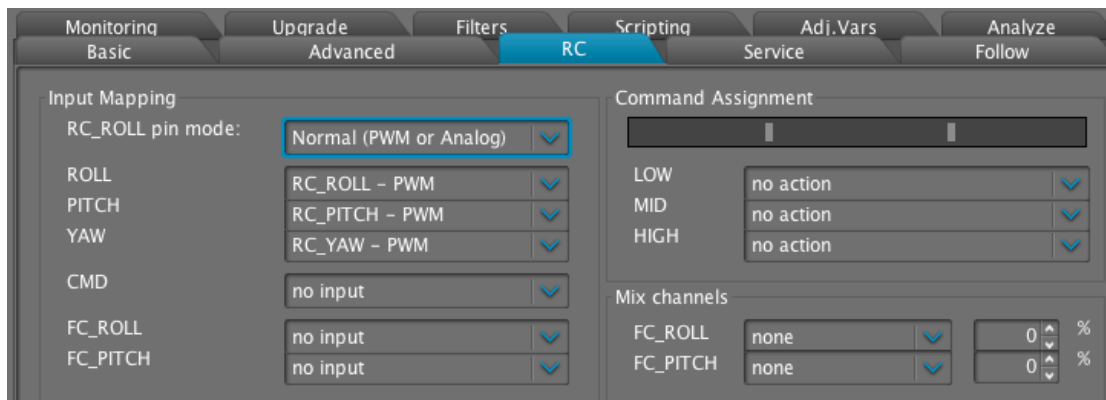 Monitoring Upgrade Filters Scripting Adj.Vars Analyze
Basic Advanced RC Service Follow
Input Mapping
RC_ROLL pin mode: Normal (PWM or Analog)
ROLL RC_ROLL – PWM
PITCH RC_PITCH – PWM
YAW RC_YAW – PWM
CMD no input
FC_ROLL no input
FC_PITCH no input
Command Assignment
LOW no action
MID no action
HIGH no action
Mix channels
FC_ROLL none 0 %
FC_PITCH none 0 %